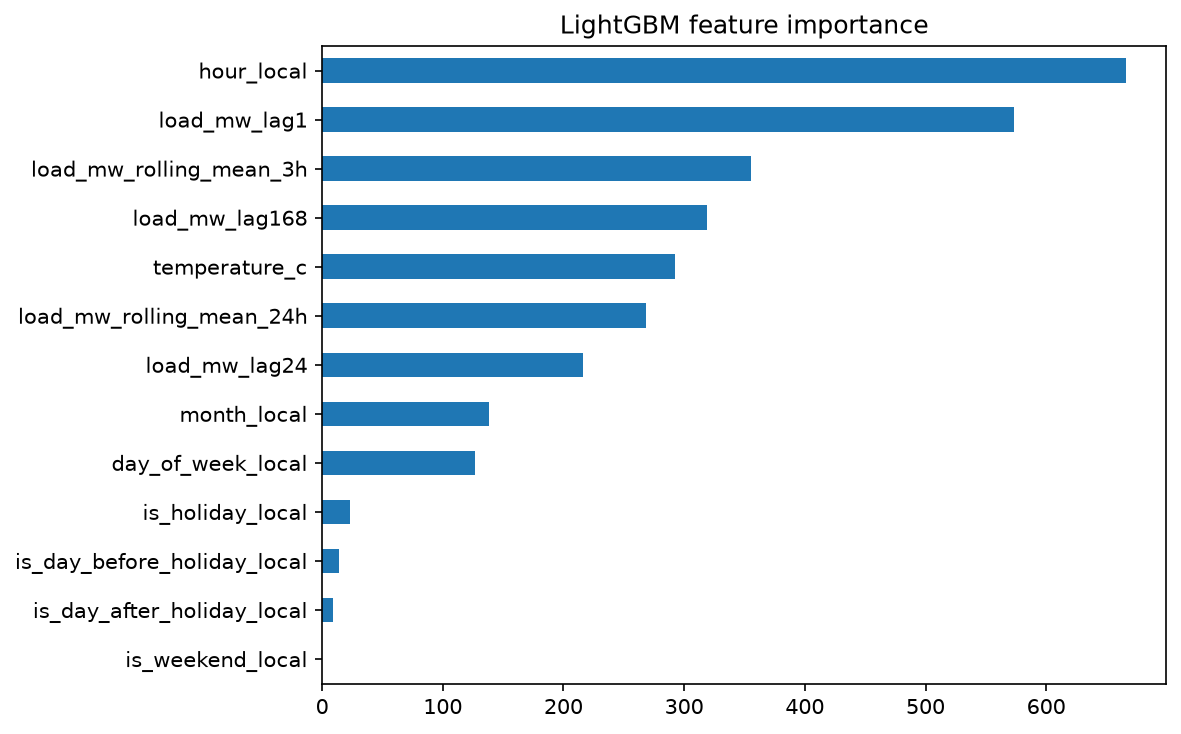 LightGBM feature importance
hour_local
load_mw_lag1
load_mw_rolling_mean_3h
load_mw_lag168
temperature_c
load_mw_rolling_mean_24h
load_mw_lag24
month_local
day_of_week_local
is_holiday_local
is_day_before_holiday_local
is_day_after_holiday_local
is_weekend_local
0 100 200 300 400 500 600